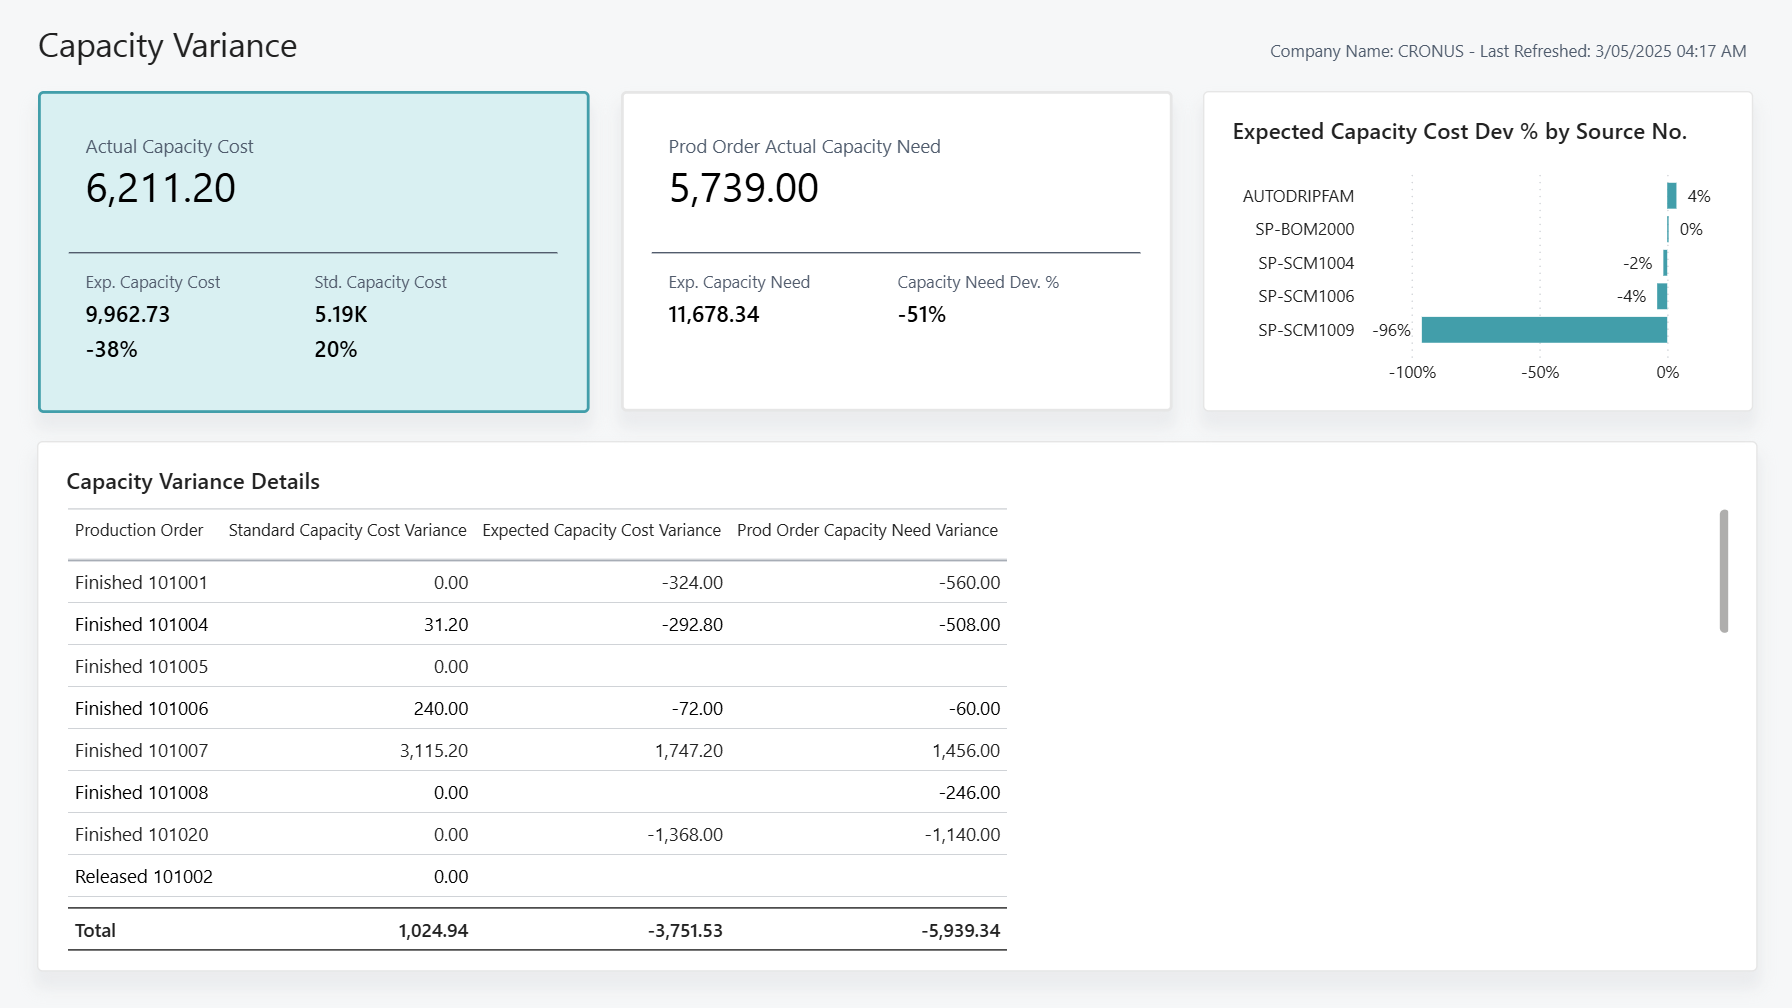 Capacity Variance
Company Name: CRONUS - Last Refreshed: 3/05/2025 04:17 AM
Actual Capacity Cost
6,211.20
Exp. Capacity Cost Std. Capacity Cost
9,962.73 5.19K
-38% 20%
Prod Order Actual Capacity Need
5,739.00
Exp. Capacity Need Capacity Need Dev. %
11,678.34 -51%
Expected Capacity Cost Dev % by Source No.
AUTODRIPFAM 4%
SP-BOM2000 0%
SP-SCM1004 -2%
SP-SCM1006 -4%
SP-SCM1009 -96%
-100% -50% 0%
Capacity Variance Details
Production Order Standard Capacity Cost Variance Expected Capacity Cost Variance Prod Order Capacity Need Variance
Finished 101001 0.00 -324.00 -560.00
Finished 101004 31.20 -292.80 -508.00
Finished 101005 0.00
Finished 101006 240.00 -72.00 -60.00
Finished 101007 3,115.20 1,747.20 1,456.00
Finished 101008 0.00 -246.00
Finished 101020 0.00 -1,368.00 -1,140.00
Released 101002 0.00
Total 1,024.94 -3,751.53 -5,939.34